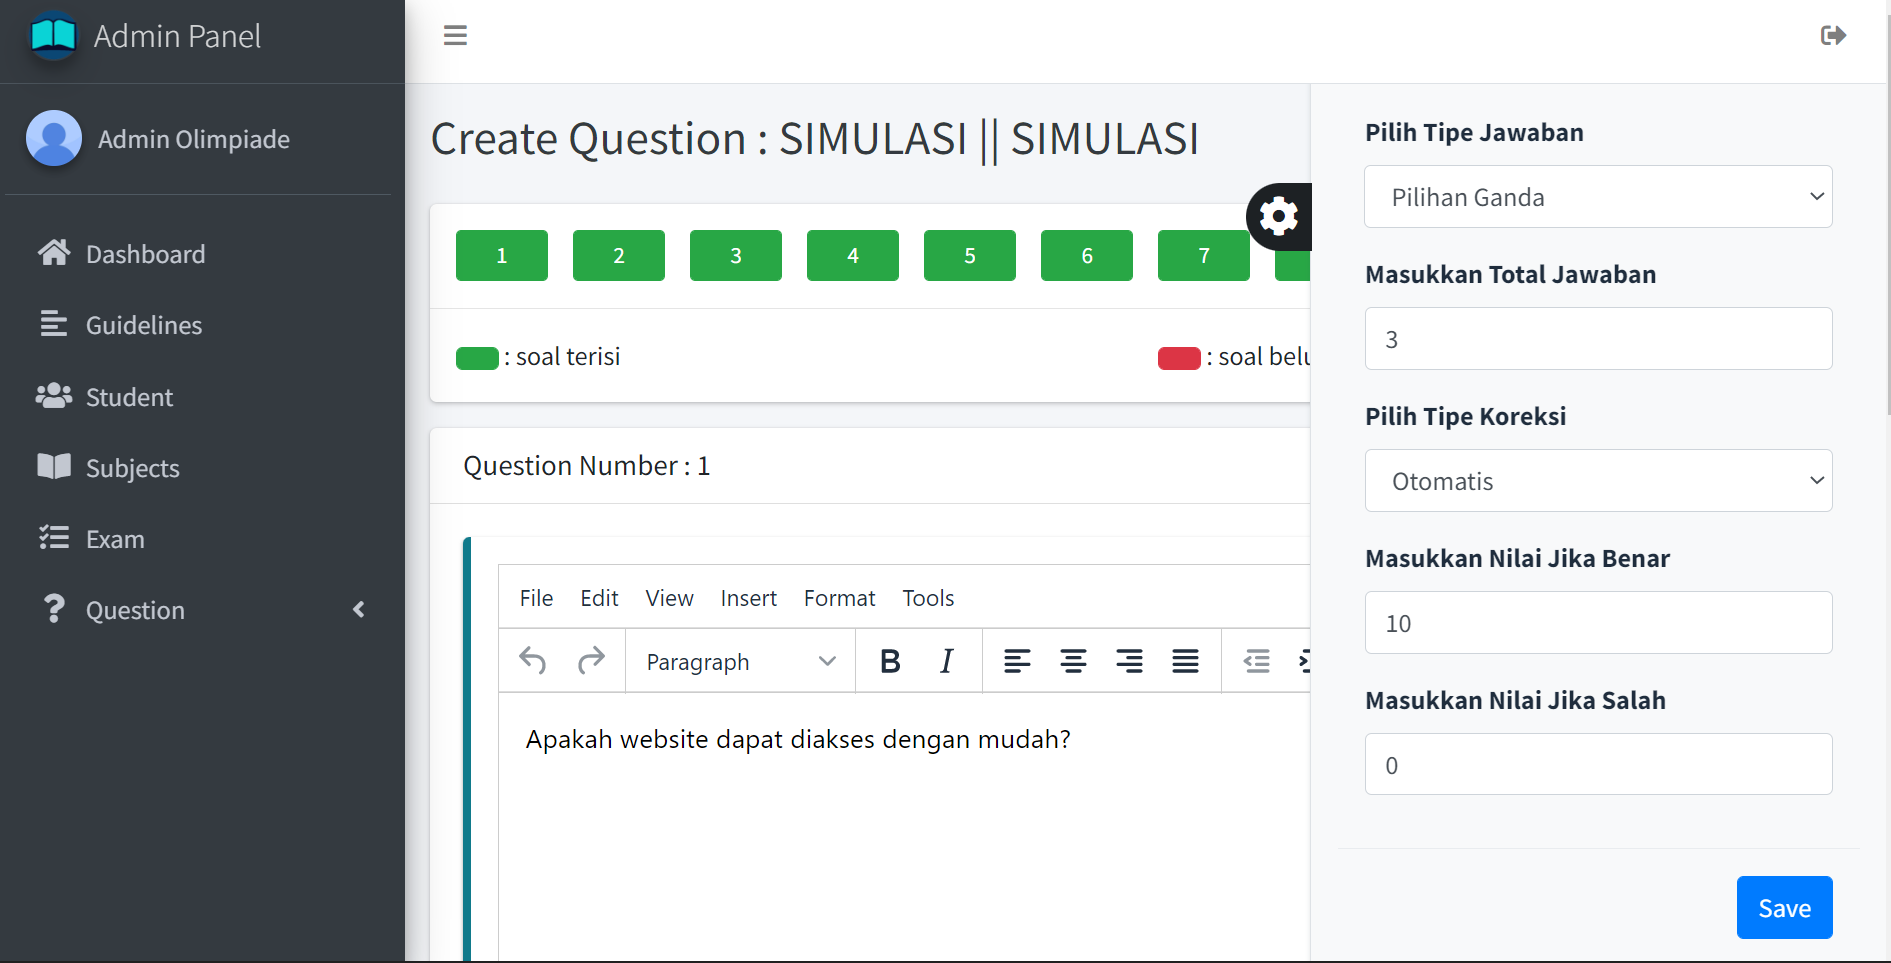 Admin Panel
Admin Olimpiade
Dashboard
Guidelines
Student
Subjects
Exam
Question
Create Question : SIMULASI || SIMULASI
1 2 3 4 5 6 7
: soal terisi
: soal belu
Question Number : 1
File Edit View Insert Format Tools
Paragraph B I
Apakah website dapat diakses dengan mudah?
Pilih Tipe Jawaban
Pilihan Ganda
Masukkan Total Jawaban
3
Pilih Tipe Koreksi
Otomatis
Masukkan Nilai Jika Benar
10
Masukkan Nilai Jika Salah
0
Save